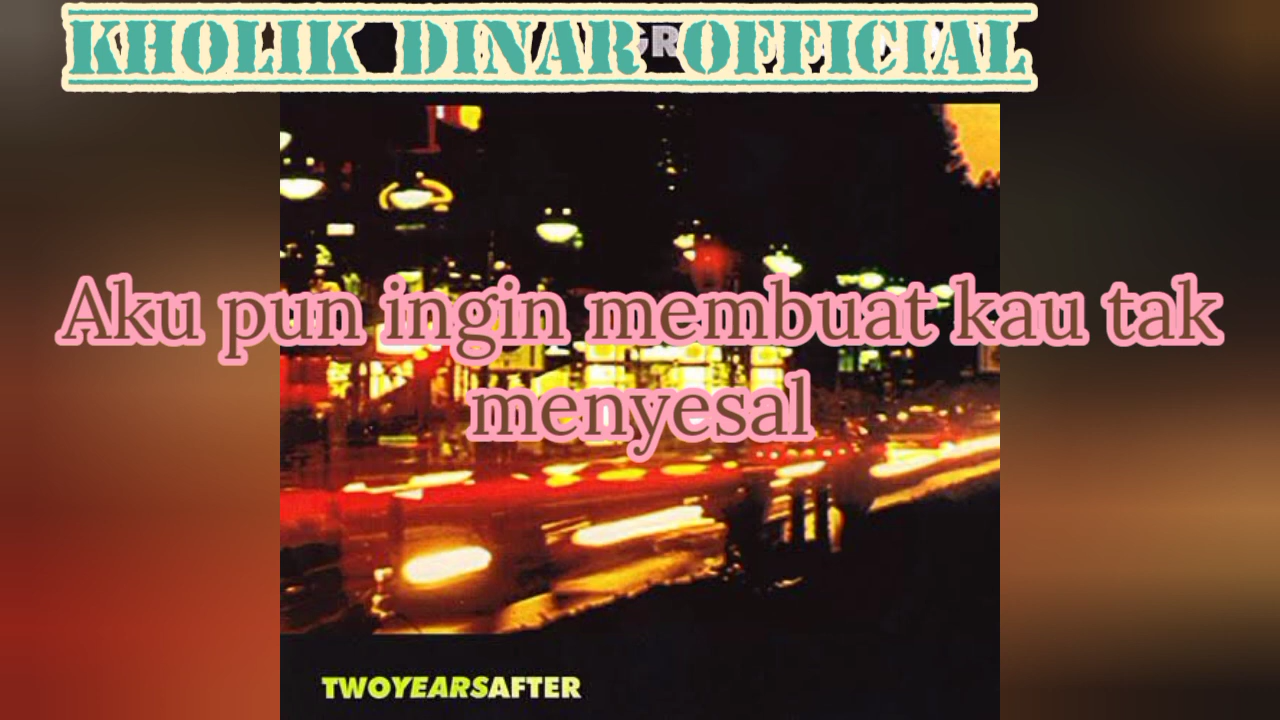 KHOLIK DINAR OFFICIAL
Aku pun ingin membuat kau tak
menyesal
TWOYEARSAFTER